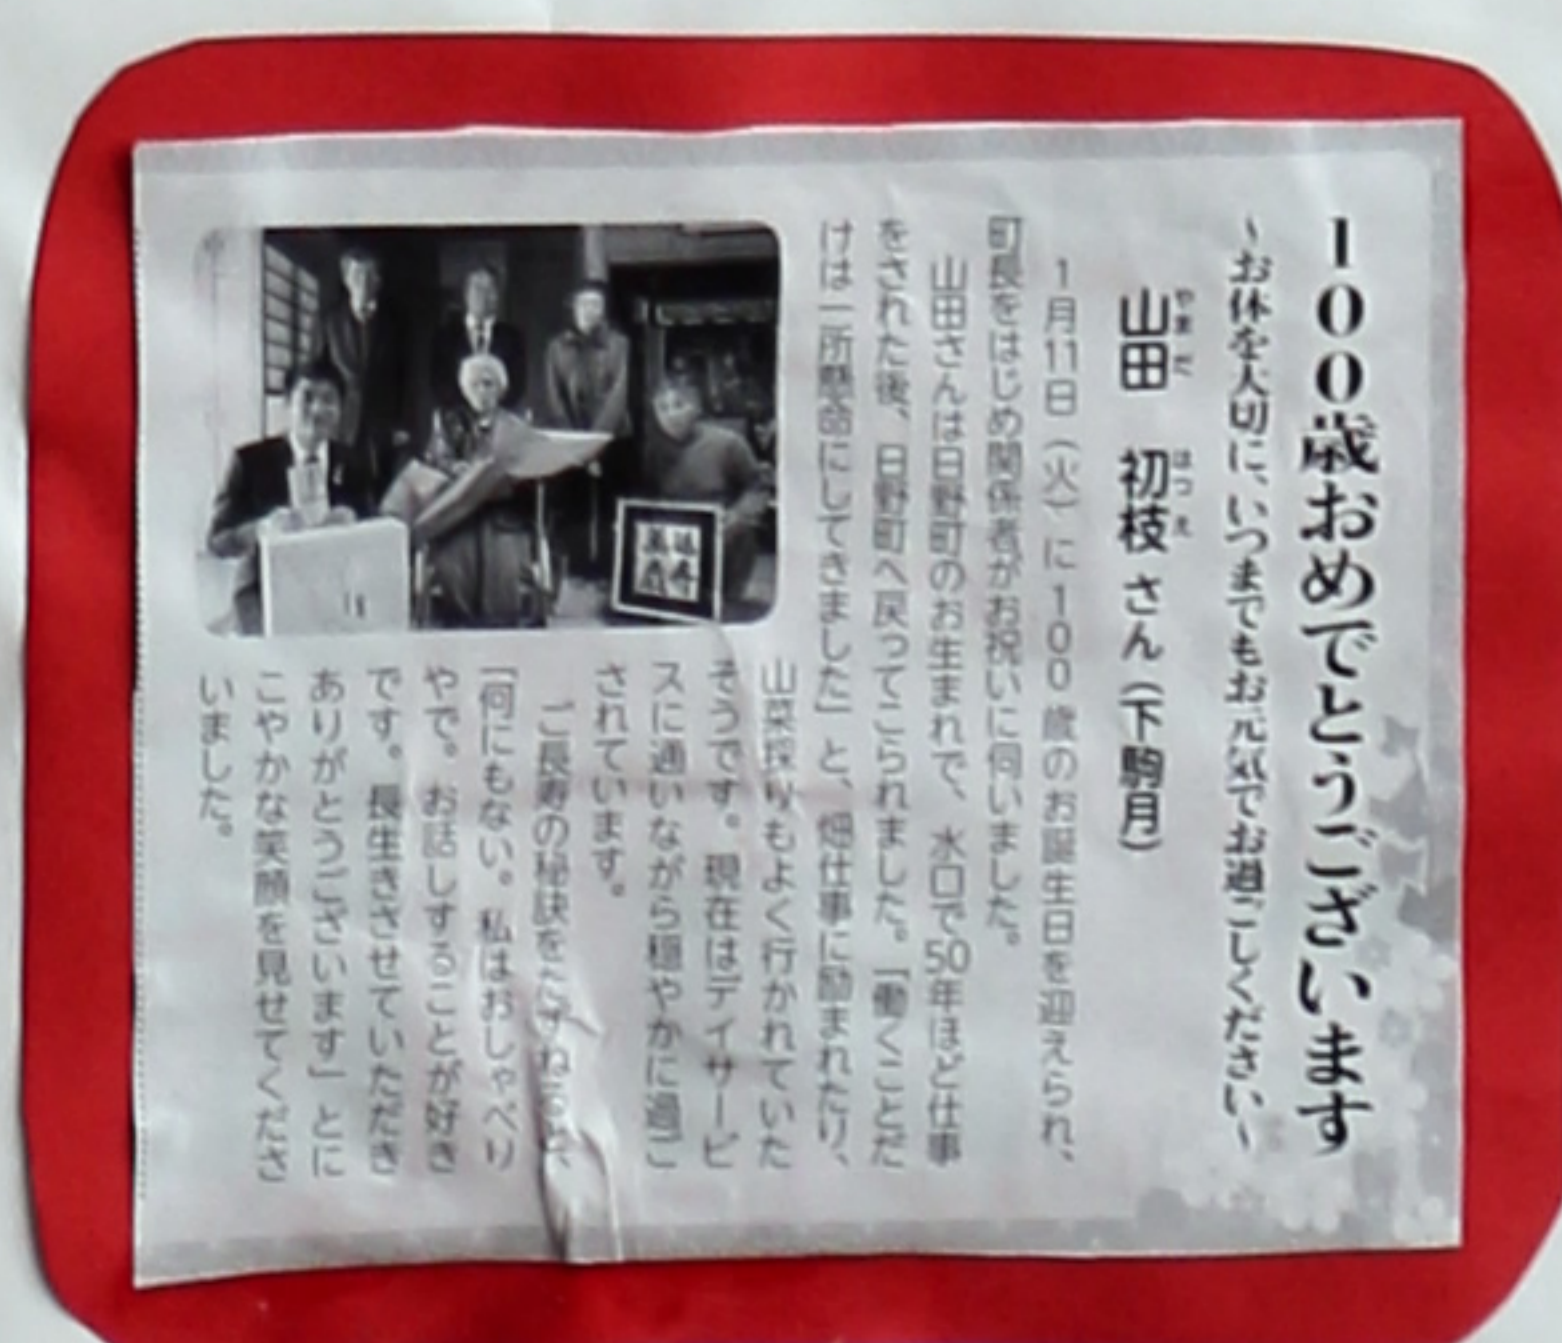 100歳おめでとうございます
～お体を大切に、いつまでもお元気でお過ごしください～
やまだ はつえ
山田 初枝さん（下駒月）
1月11日（火）に100歳のお誕生日を迎えられ、
町長をはじめ関係者がお祝いに伺いました。
山田さんは日野町のお生まれで、水口で50年ほど仕事
をされた後、日野町へ戻ってこられました。「働くことだ
けは一所懸命にしてきました」と、畑仕事に励まれたり、
山菜採りもよく行かれていた
そうです。現在はデイサービ
スに通いながら穏やかに過ご
されています。
ご長寿の秘訣をたずねると、
「何にもない。私はおしゃべり
やで。お話しすることが好き
です。長生きさせていただき
ありがとうございます」とに
こやかな笑顔を見せてくださ
いました。